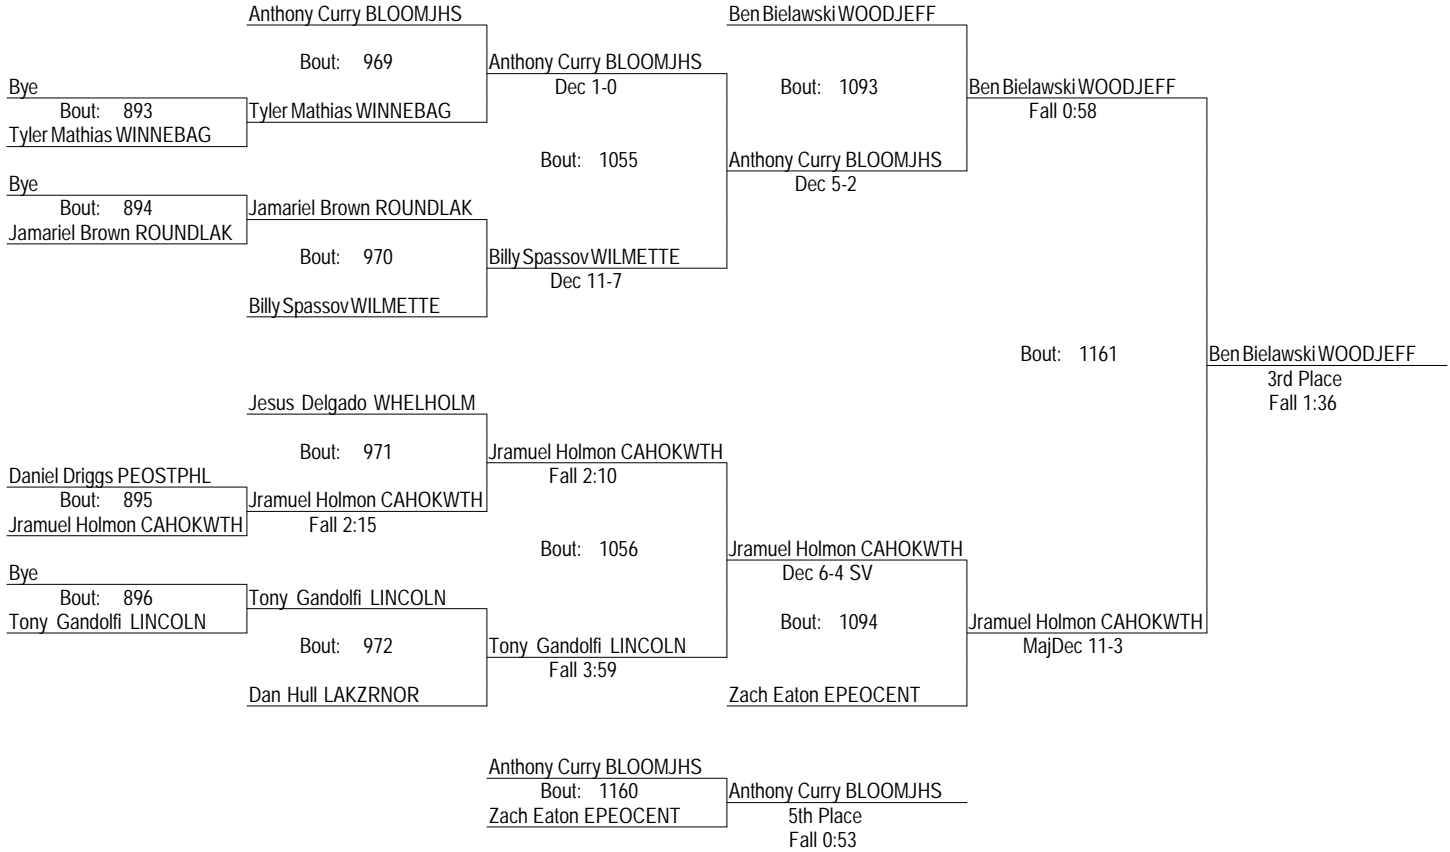 Anthony Curry BLOOMJHS
Ben Bielawski WOODJEFF
Bout: 969
Anthony Curry BLOOMJHS
Dec 1-0
Bye
Bout: 893
Tyler Mathias WINNEBAG
Tyler Mathias WINNEBAG
Bout: 1093
Ben Bielawski WOODJEFF
Fall 0:58
Bout: 1055
Anthony Curry BLOOMJHS
Dec 5-2
Bye
Bout: 894
Jamariel Brown ROUNDLAK
Jamariel Brown ROUNDLAK
Bout: 970
Billy Spassov WILMETTE
Dec 11-7
Billy Spassov WILMETTE
Bout: 1161
Ben Bielawski WOODJEFF
3rd Place
Fall 1:36
Jesus Delgado WHELHOLM
Bout: 971
Jramuel Holmon CAHOKWTH
Fall 2:10
Daniel Driggs PEOSTPHL
Bout: 895
Jramuel Holmon CAHOKWTH
Jramuel Holmon CAHOKWTH
Fall 2:15
Bout: 1056
Jramuel Holmon CAHOKWTH
Dec 6-4 SV
Bye
Bout: 896
Tony Gandolfi LINCOLN
Tony Gandolfi LINCOLN
Bout: 972
Tony Gandolfi LINCOLN
Fall 3:59
Bout: 1094
Jramuel Holmon CAHOKWTH
MajDec 11-3
Dan Hull LAKZRNOR
Zach Eaton EPEOCENT
Anthony Curry BLOOMJHS
Bout: 1160
Zach Eaton EPEOCENT
Anthony Curry BLOOMJHS
5th Place
Fall 0:53